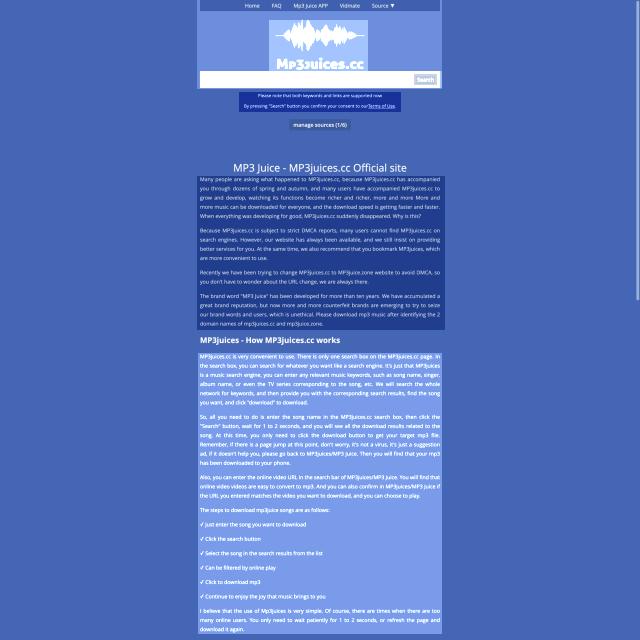 Home FAQ Mp3 Juice APP Vidmate Source ▼
Mp3juices.cc
Search
Please note that both keywords and links are supported now
By pressing "Search" button you confirm your consent to our Terms of Use.
manage sources (1/6)
MP3 Juice - MP3juices.cc Official site
Many people are asking what happened to MP3juices.cc, because MP3juices.cc has accompanied
you through dozens of spring and autumn, and many users have accompanied MP3juices.cc to
grow and develop, watching its functions become richer and richer, more and more More and
more music can be downloaded for everyone, and the download speed is getting faster and faster.
When everything was developing for good, MP3juices.cc suddenly disappeared. Why is this?
Because MP3juices.cc is subject to strict DMCA reports, many users cannot find MP3juices.cc on
search engines. However, our website has always been available, and we still insist on providing
better services for you. At the same time, we also recommend that you bookmark MP3juices,
which are more convenient to use.
Recently we have been trying to change MP3juices.cc to MP3juice.zone website to avoid DMCA, so
you don't have to wonder about the URL change, we are always there.
The brand word "MP3 Juice" has been developed for more than ten years. We have accumulated a
great brand reputation, but now more and more counterfeit brands are emerging to try to seize
our brand words and users, which is unethical. Please download mp3 music after identifying the 2
domain names of mp3juices.cc and mp3juice.zone.
MP3juices - How MP3juices.cc works
MP3juices.cc is very convenient to use. There is only one search box on the MP3juices.cc page. In
the search box, you can search for whatever you want like a search engine. It's just that MP3juices
is a music search engine, you can enter any relevant music keywords, such as song name, singer,
album name, or even the TV series corresponding to the song, etc. We will search the whole
network for keywords, and then provide you with the corresponding search results, find the song
you want, and click "download" to download.
So, all you need to do is enter the song name in the MP3juices.cc search box, then click the
"Search" button, wait for 1 to 2 seconds, and you will see all the download results related to the
song. At this time, you only need to click the download button to get your target mp3 file.
Remember, if there is a page jump at this point, don't worry, it's not a virus, it's just a suggestion
ad, if it doesn't help you, please go back to MP3juices/MP3 Juice. Then you will find that your mp3
has been downloaded to your phone.
Also, you can enter the online video URL in the search bar of MP3juices/MP3 Juice. You will find that
online video videos are easy to convert to mp3. And you can also confirm in MP3juices/MP3 Juice if
the URL you entered matches the video you want to download, and you can choose to play.
The steps to download mp3juice songs are as follows:
✓ Just enter the song you want to download
✓ Click the search button
✓ Select the song in the search results from the list
✓ Can be filtered by online play
✓ Click to download mp3
✓ Continue to enjoy the joy that music brings to you
I believe that the use of Mp3juices is very simple. Of course, there are times when there are too
many online users. You only need to wait patiently for 1 to 2 seconds, or refresh the page and
download it again.